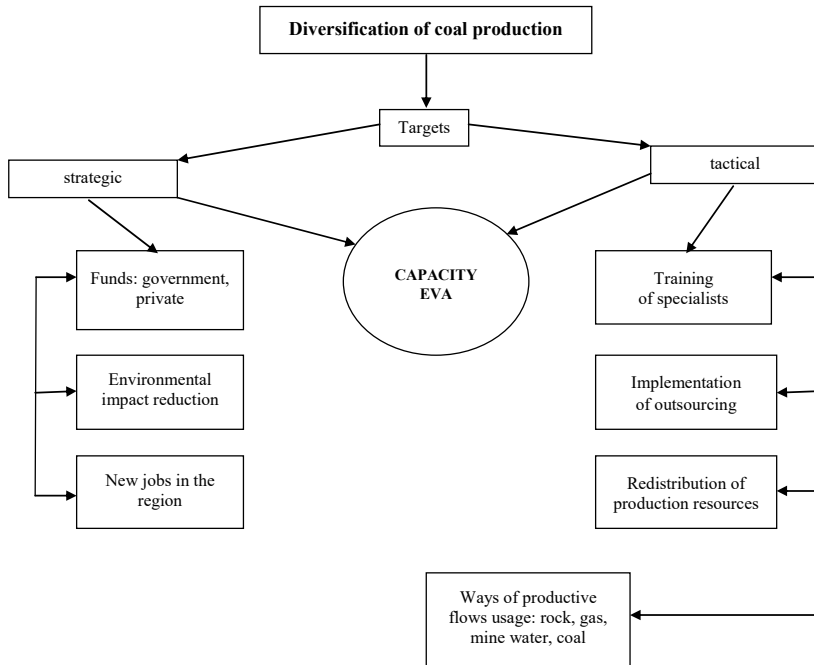 Diversification of coal production
Targets
strategic
tactical
CAPACITY
EVA
Funds: government,
private
Training
of specialists
Environmental
impact reduction
Implementation
of outsourcing
New jobs in the
region
Redistribution of
production resources
Ways of productive
flows usage: rock, gas,
mine water, coal